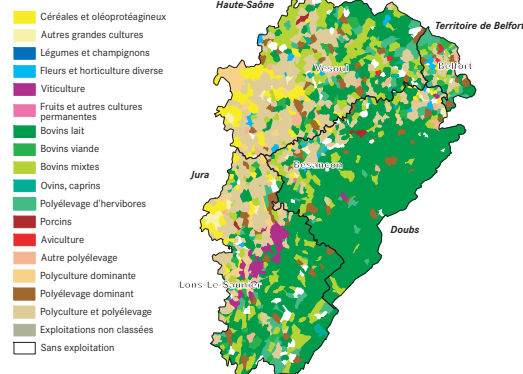 Haute-Saône
Territoire de Belfort
Vesoul
Belfort
Besançon
Jura
Doubs
Lons-Le-Saunier
Céréales et oléoprotéagineux
Autres grandes cultures
Légumes et champignons
Fleurs et horticulture diverse
Viticulture
Fruits et autres cultures
permanentes
Bovins lait
Bovins viande
Bovins mixtes
Ovins, caprins
Polyélevage d'hervibores
Porcins
Aviculture
Autre polyélevage
Polyculture dominante
Polyélevage dominant
Polyculture et polyélevage
Exploitations non classées
Sans exploitation